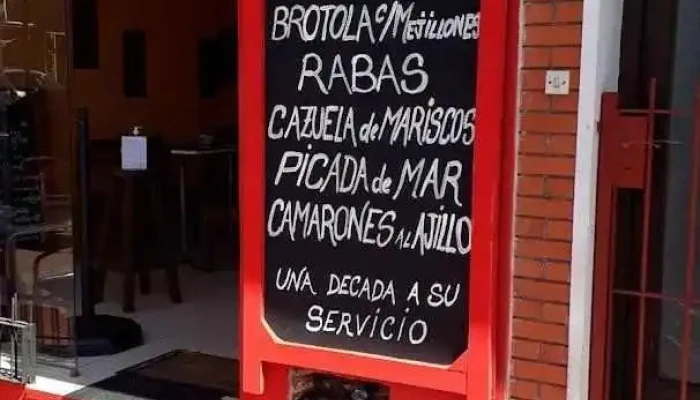 BROTOLA c/MEJILLONES
RABAS
CAZUELA de MARISCOS
PICADA de MAR
CAMARONES AL AJILLO
UNA DECADA A SU
SERVICIO